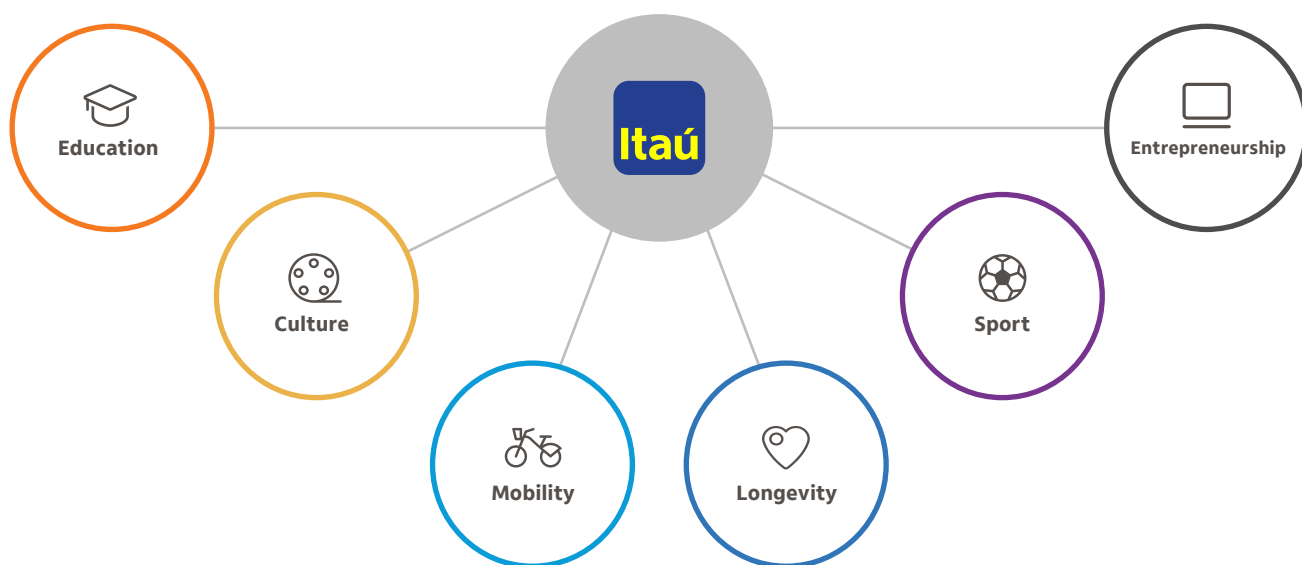 Itaú
Education
Entrepreneurship
Culture
Sport
Mobility
Longevity